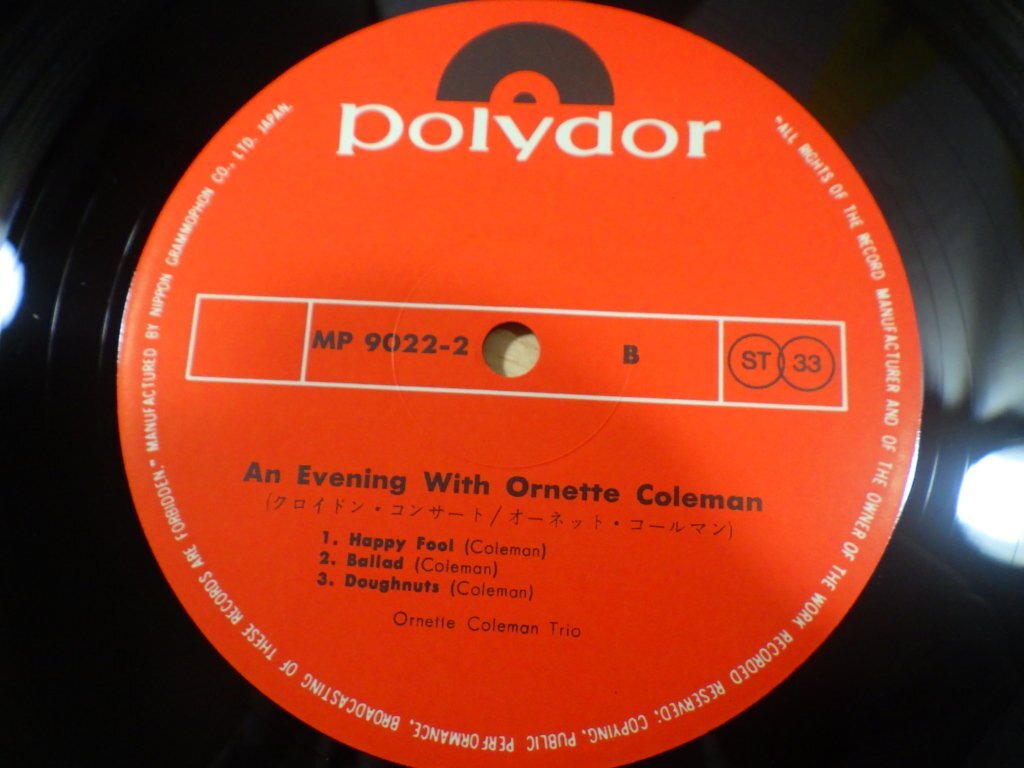 polydor
MP 9022-2 B ST 33
An Evening With Ornette Coleman
(クロイドン・コンサート/オーネット・コールマン)
1. Happy Fool (Coleman)
2. Ballad (Coleman)
3. Doughnuts (Coleman)
Ornette Coleman Trio
"ALL RIGHTS OF THE RECORD MANUFACTURER AND OF THE OWNER OF THE WORK RECORDED RESERVED; COPYING, PUBLIC PERFORMANCE, BROADCASTING OF THESE RECORDS ARE FORBIDDEN." MANUFACTURED BY NIPPON GRAMMOPHON CO., LTD. JAPAN.